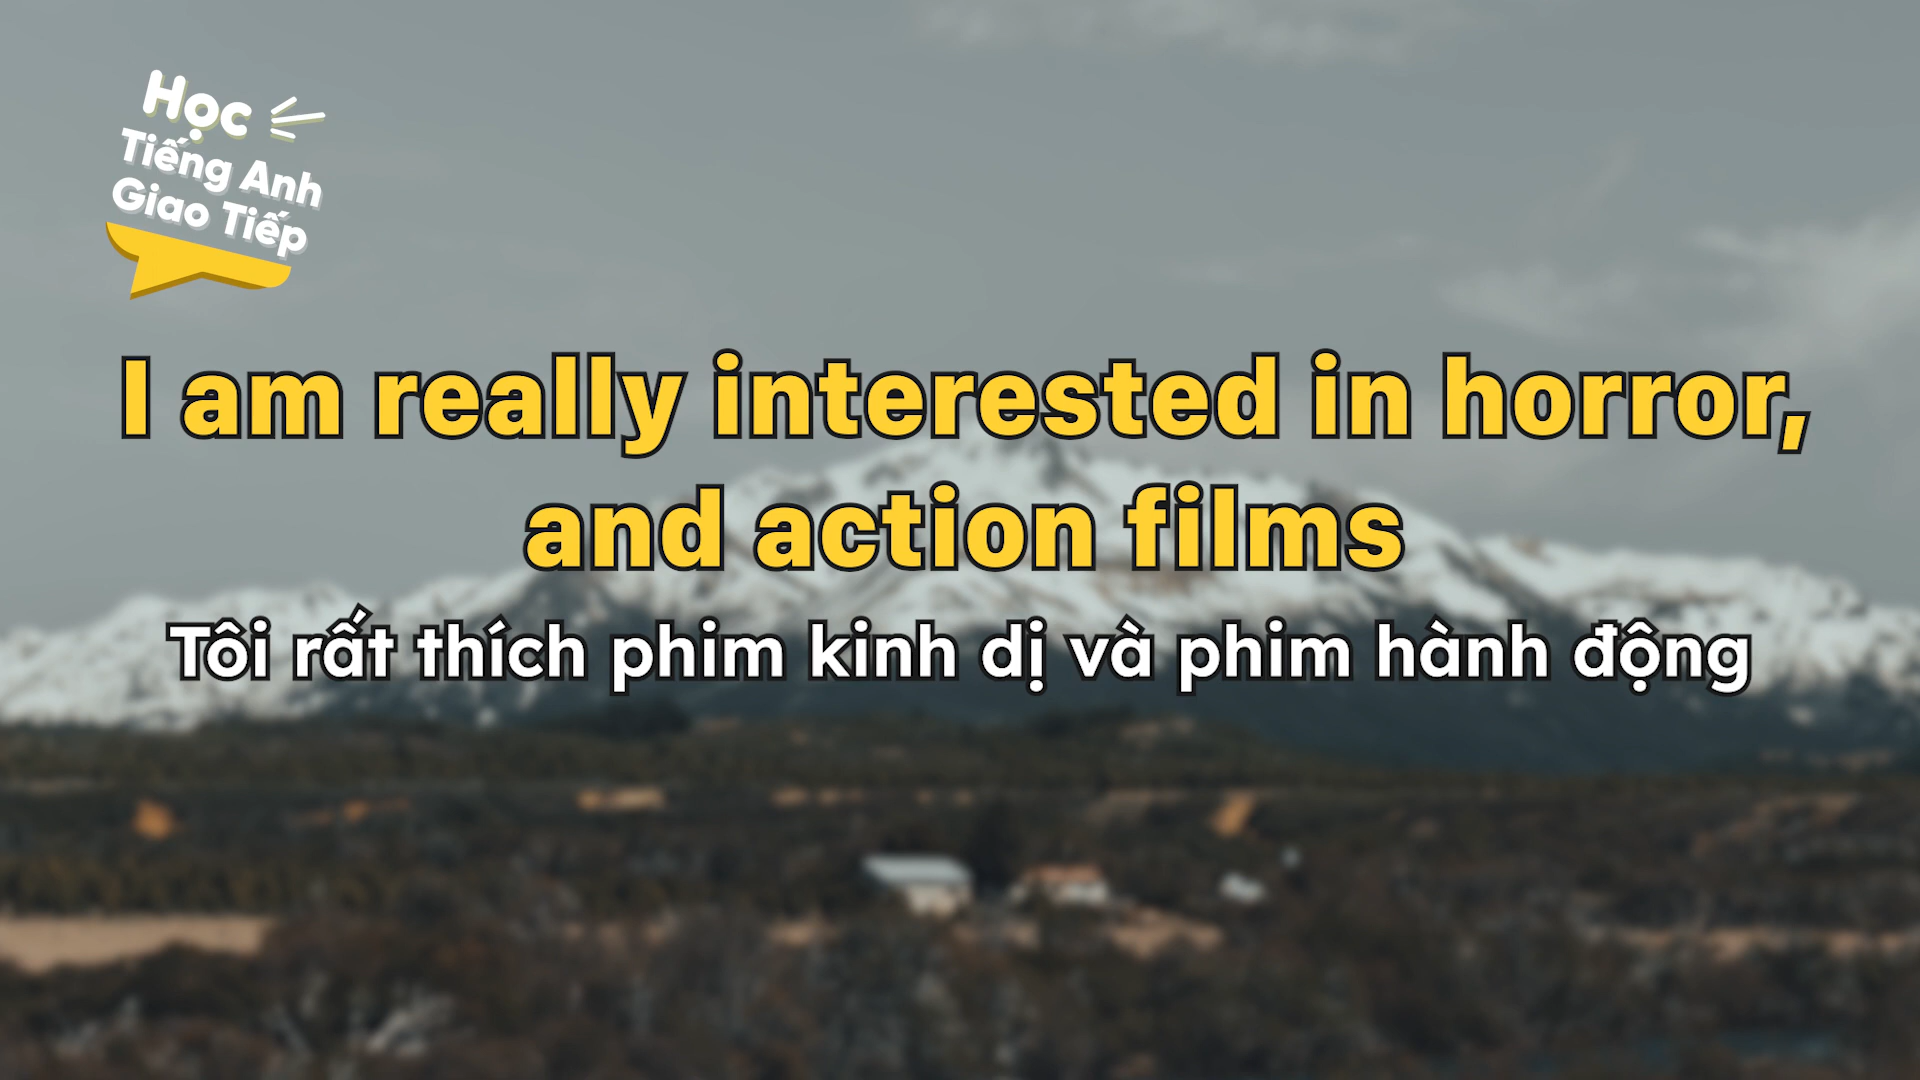 Học
Tiếng Anh
Giao Tiếp
I am really interested in horror,
and action films
Tôi rất thích phim kinh dị và phim hành động